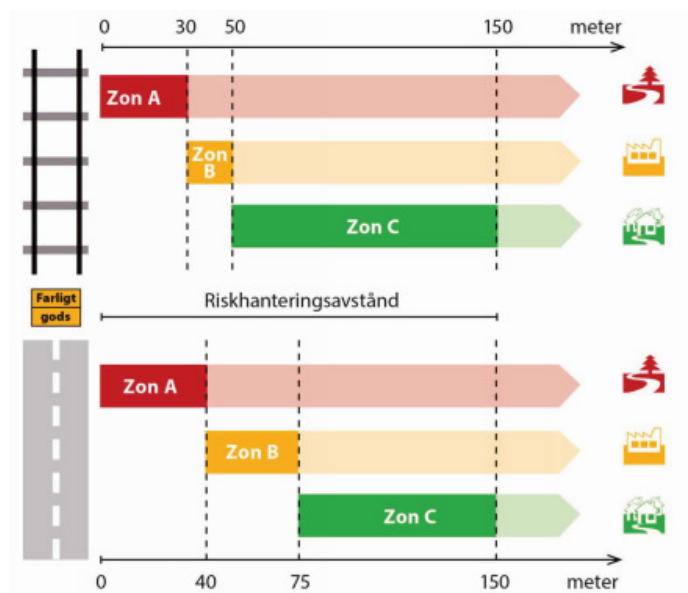 0 30 50 150 meter
Zon A
Zon
B
Zon C
Farligt
gods
Riskhanteringsavstånd
Zon A
Zon B
Zon C
0 40 75 150 meter